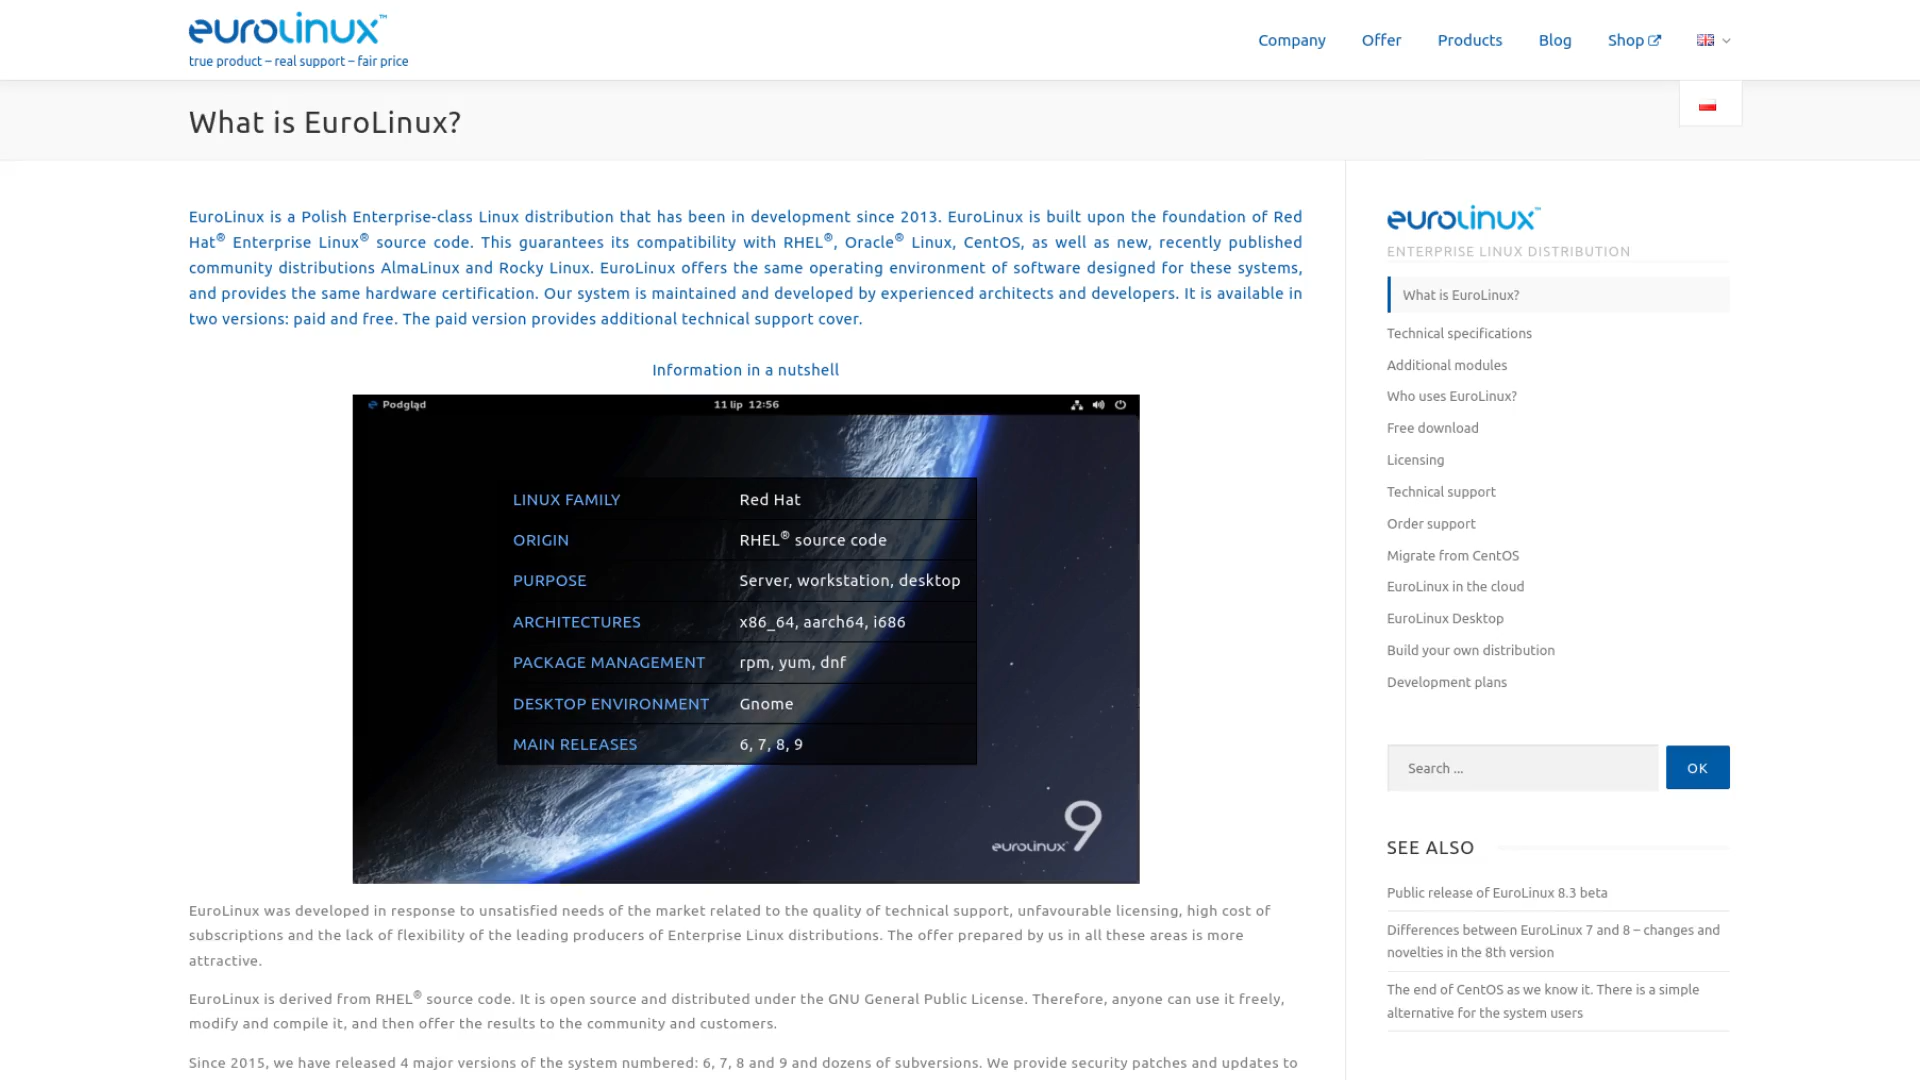 eurolinux™
true product – real support – fair price
Company
Offer
Products
Blog
Shop
What is EuroLinux?
EuroLinux is a Polish Enterprise-class Linux distribution that has been in development since 2013. EuroLinux is built upon the foundation of Red
Hat® Enterprise Linux® source code. This guarantees its compatibility with RHEL®, Oracle® Linux, CentOS, as well as new, recently published
community distributions AlmaLinux and Rocky Linux. EuroLinux offers the same operating environment of software designed for these systems,
and provides the same hardware certification. Our system is maintained and developed by experienced architects and developers. It is available in
two versions: paid and free. The paid version provides additional technical support cover.
Information in a nutshell
Podgląd
11 lip 12:56
LINUX FAMILY Red Hat
ORIGIN RHEL® source code
PURPOSE Server, workstation, desktop
ARCHITECTURES x86_64, aarch64, i686
PACKAGE MANAGEMENT rpm, yum, dnf
DESKTOP ENVIRONMENT Gnome
MAIN RELEASES 6, 7, 8, 9
eurolinux™ 9
EuroLinux was developed in response to unsatisfied needs of the market related to the quality of technical support, unfavourable licensing, high cost of
subscriptions and the lack of flexibility of the leading producers of Enterprise Linux distributions. The offer prepared by us in all these areas is more
attractive.
EuroLinux is derived from RHEL® source code. It is open source and distributed under the GNU General Public License. Therefore, anyone can use it freely,
modify and compile it, and then offer the results to the community and customers.
Since 2015, we have released 4 major versions of the system numbered: 6, 7, 8 and 9 and dozens of subversions. We provide security patches and updates to
eurolinux™
ENTERPRISE LINUX DISTRIBUTION
What is EuroLinux?
Technical specifications
Additional modules
Who uses EuroLinux?
Free download
Licensing
Technical support
Order support
Migrate from CentOS
EuroLinux in the cloud
EuroLinux Desktop
Build your own distribution
Development plans
Search ...
OK
SEE ALSO
Public release of EuroLinux 8.3 beta
Differences between EuroLinux 7 and 8 – changes and
novelties in the 8th version
The end of CentOS as we know it. There is a simple
alternative for the system users